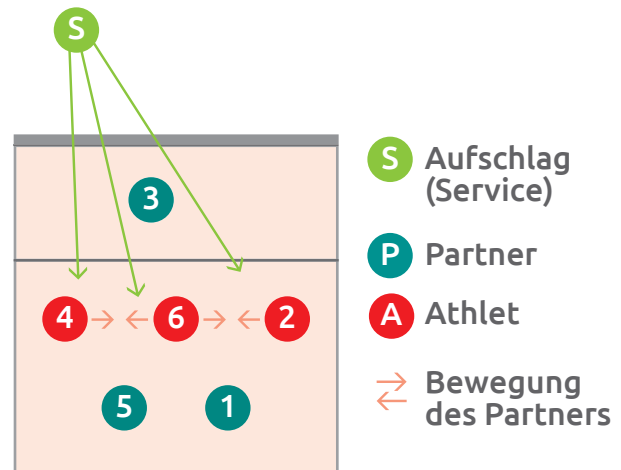 S
3
4
6
2
5
1
S Aufschlag
(Service)
P Partner
A Athlet
Bewegung
des Partners